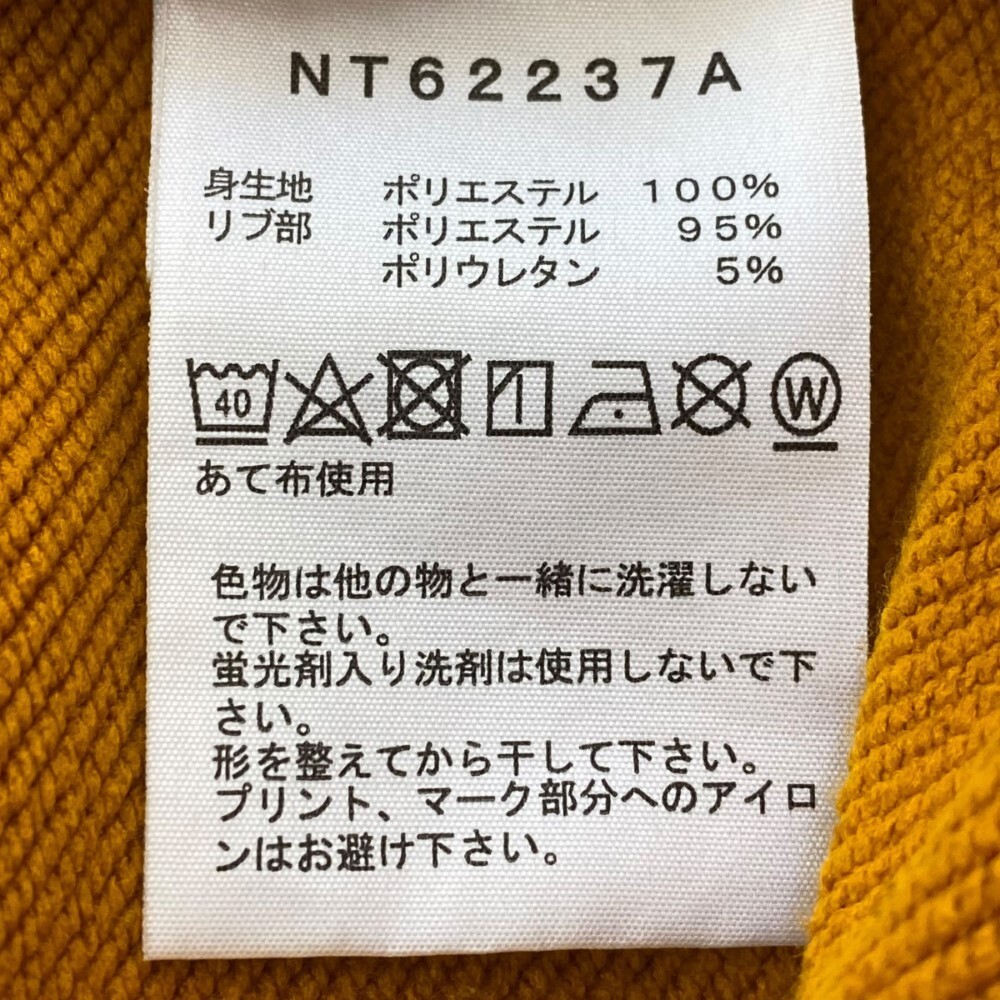 NT62237A
身生地 ポリエステル 100%
リブ部 ポリエステル 95%
ポリウレタン 5%
40 W
あて布使用
色物は他の物と一緒に洗濯しない
で下さい。
蛍光剤入り洗剤は使用しないで下
さい。
形を整えてから干して下さい。
プリント、マーク部分へのアイロ
ンはお避け下さい。